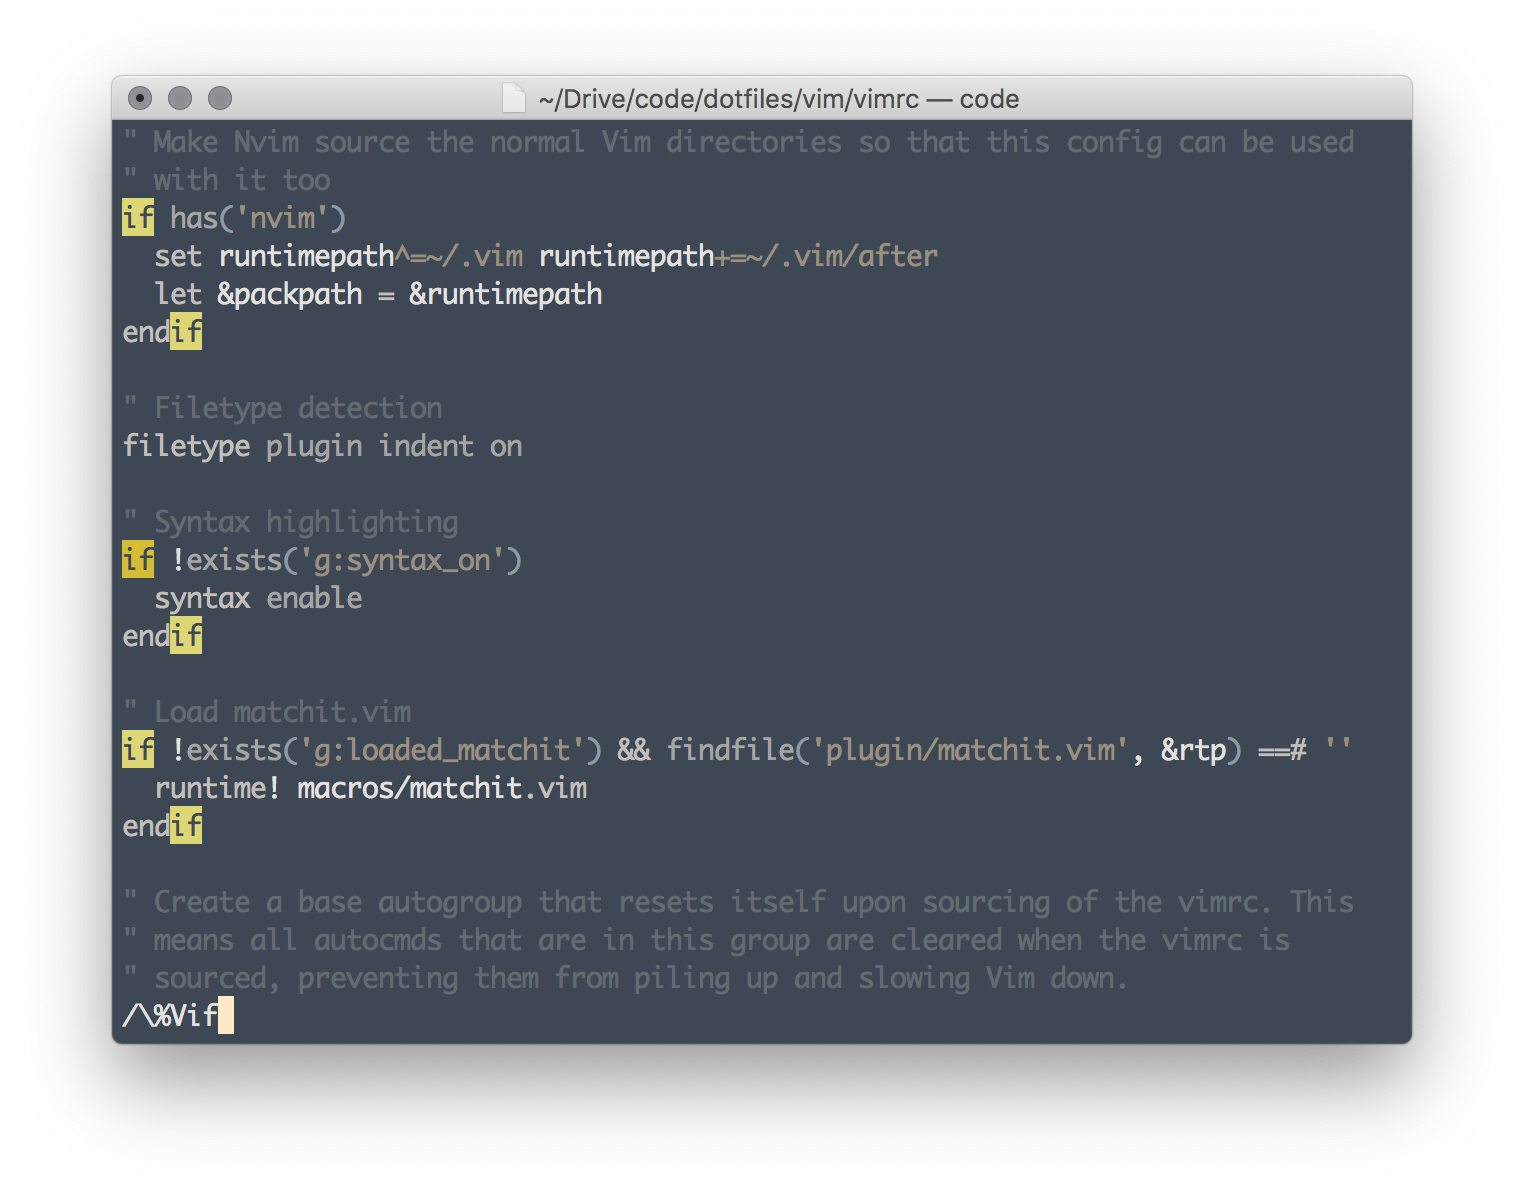 ~/Drive/code/dotfiles/vim/vimrc — code
" Make Nvim source the normal Vim directories so that this config can be used
" with it too
if has('nvim')
  set runtimepath^=~/.vim runtimepath+=~/.vim/after
  let &packpath = &runtimepath
endif

" Filetype detection
filetype plugin indent on

" Syntax highlighting
if !exists('g:syntax_on')
  syntax enable
endif

" Load matchit.vim
if !exists('g:loaded_matchit') && findfile('plugin/matchit.vim', &rtp) ==# ''
  runtime! macros/matchit.vim
endif

" Create a base autogroup that resets itself upon sourcing of the vimrc. This
" means all autocmds that are in this group are cleared when the vimrc is
" sourced, preventing them from piling up and slowing Vim down.
/\%Vif